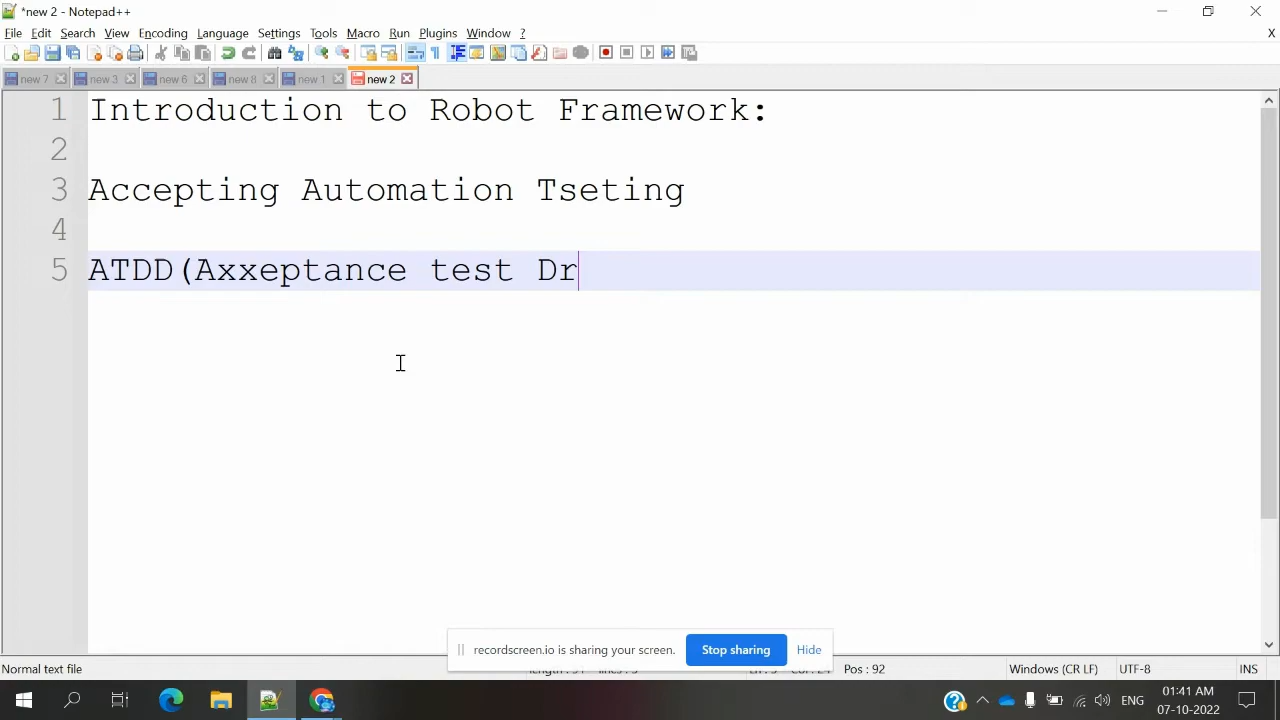 *new 2 - Notepad++
File Edit Search View Encoding Language Settings Tools Macro Run Plugins Window ? X
new 7 new 3 new 6 new 8 new 1 new 2
1 Introduction to Robot Framework:
2
3 Accepting Automation Tseting
4
5 ATDD(Axxeptance test Dr
recordscreen.io is sharing your screen. Stop sharing Hide
Normal text file Pos : 92 Windows (CR LF) UTF-8 INS
ENG 01:41 AM
07-10-2022